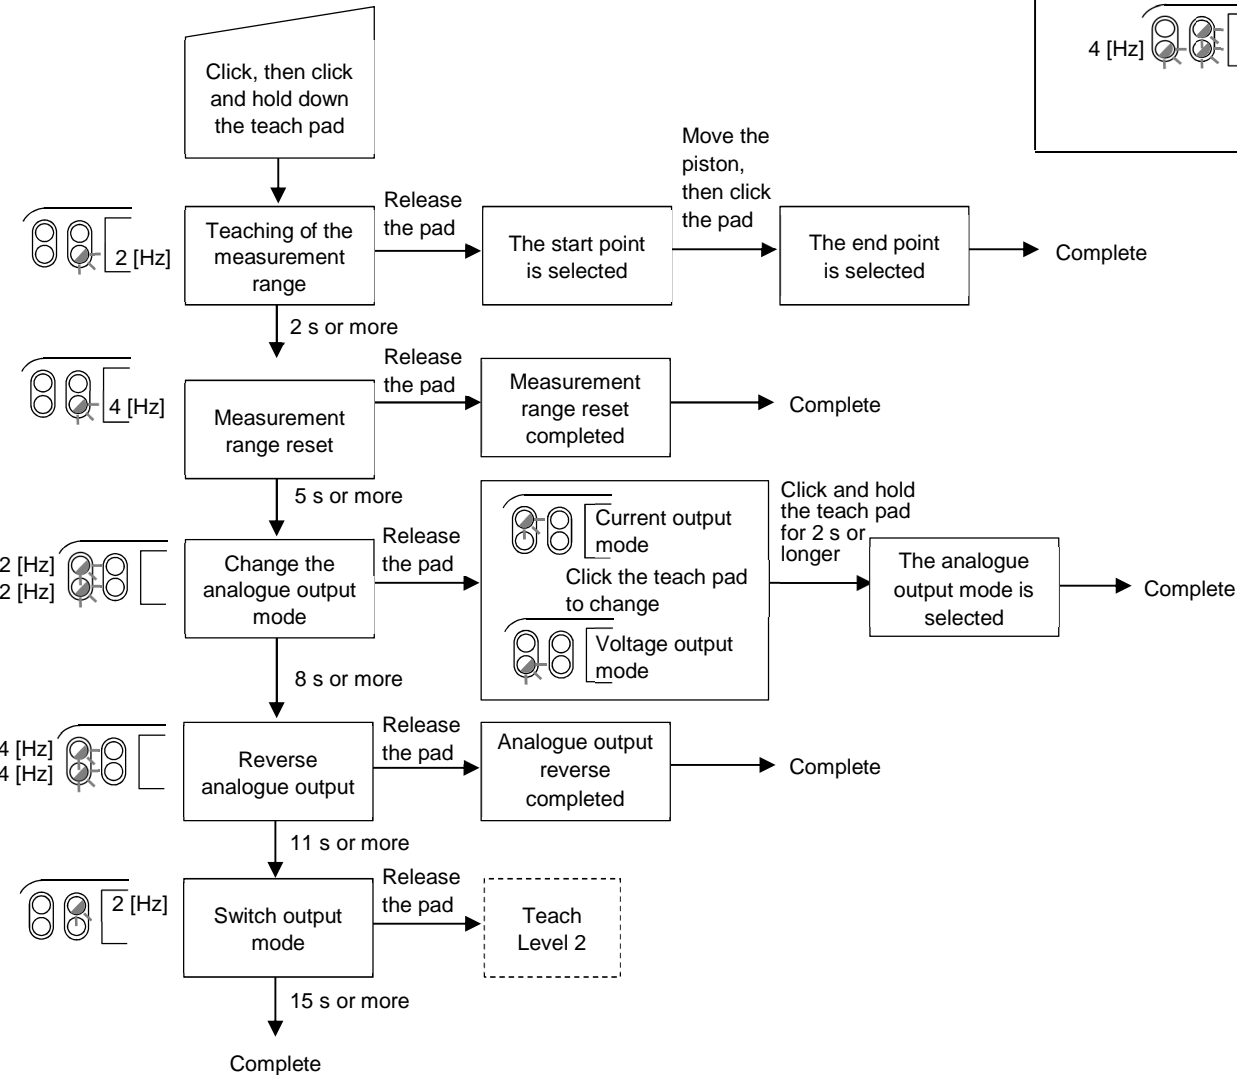 4 [Hz]
Click, then click
and hold down
the teach pad
2 [Hz]
Teaching of the
measurement
range
Release
the pad
The start point
is selected
Move the
piston,
then click
the pad
The end point
is selected
Complete
2 s or more
4 [Hz]
Measurement
range reset
Release
the pad
Measurement
range reset
completed
Complete
5 s or more
2 [Hz]
2 [Hz]
Change the
analogue output
mode
Release
the pad
Current output
mode
Click the teach pad
to change
Voltage output
mode
Click and hold
the teach pad
for 2 s or
longer
The analogue
output mode is
selected
Complete
8 s or more
4 [Hz]
4 [Hz]
Reverse
analogue output
Release
the pad
Analogue output
reverse
completed
Complete
11 s or more
2 [Hz]
Switch output
mode
Release
the pad
Teach
Level 2
15 s or more
Complete